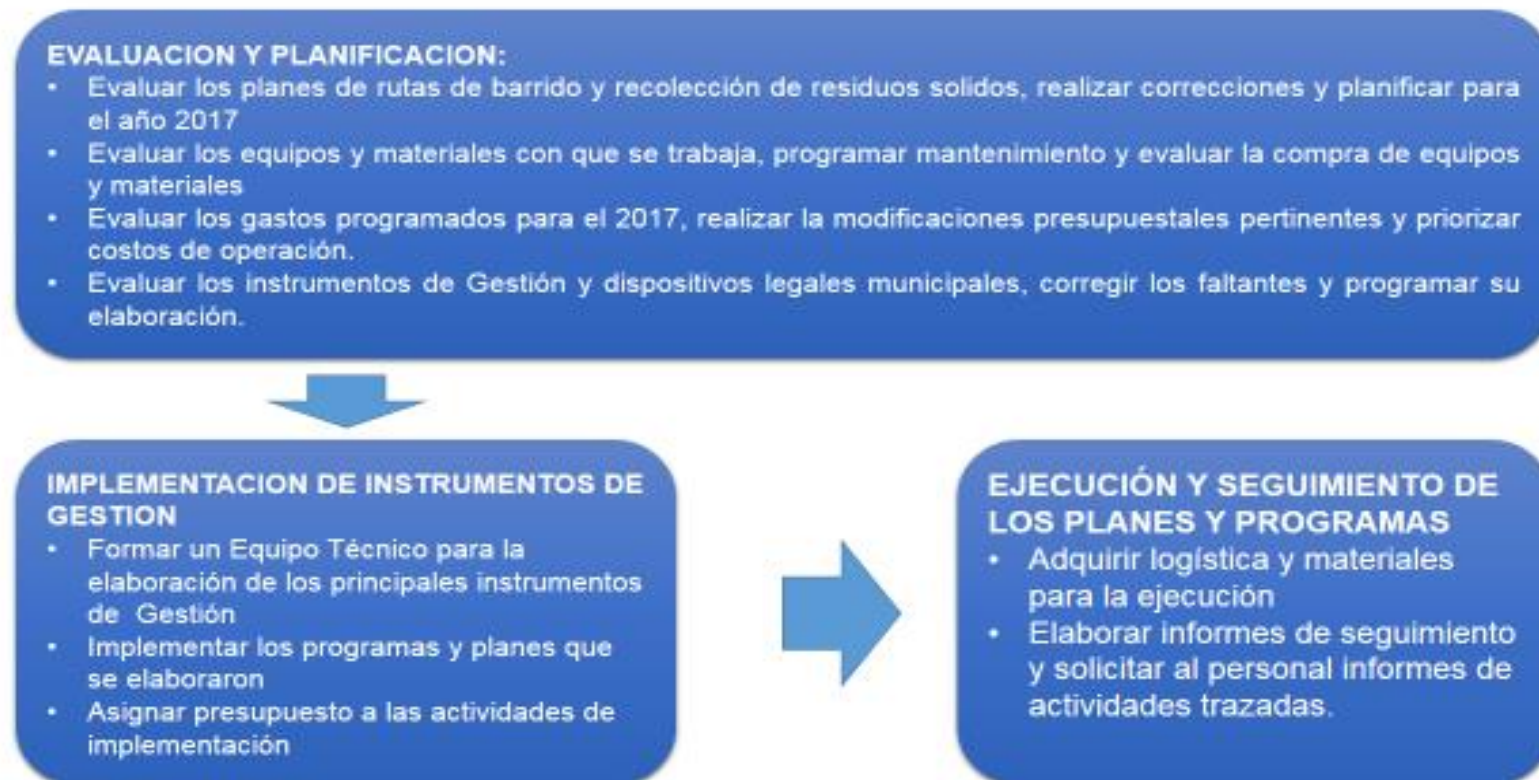 EVALUACION Y PLANIFICACION:
• Evaluar los planes de rutas de barrido y recolección de residuos solidos, realizar correcciones y planificar para
el año 2017
• Evaluar los equipos y materiales con que se trabaja, programar mantenimiento y evaluar la compra de equipos
y materiales
• Evaluar los gastos programados para el 2017, realizar la modificaciones presupuestales pertinentes y priorizar
costos de operación.
• Evaluar los instrumentos de Gestión y dispositivos legales municipales, corregir los faltantes y programar su
elaboración.
IMPLEMENTACION DE INSTRUMENTOS DE
GESTION
• Formar un Equipo Técnico para la
elaboración de los principales instrumentos
de Gestión
• Implementar los programas y planes que
se elaboraron
• Asignar presupuesto a las actividades de
implementación
EJECUCIÓN Y SEGUIMIENTO DE
LOS PLANES Y PROGRAMAS
• Adquirir logística y materiales
para la ejecución
• Elaborar informes de seguimiento
y solicitar al personal informes de
actividades trazadas.